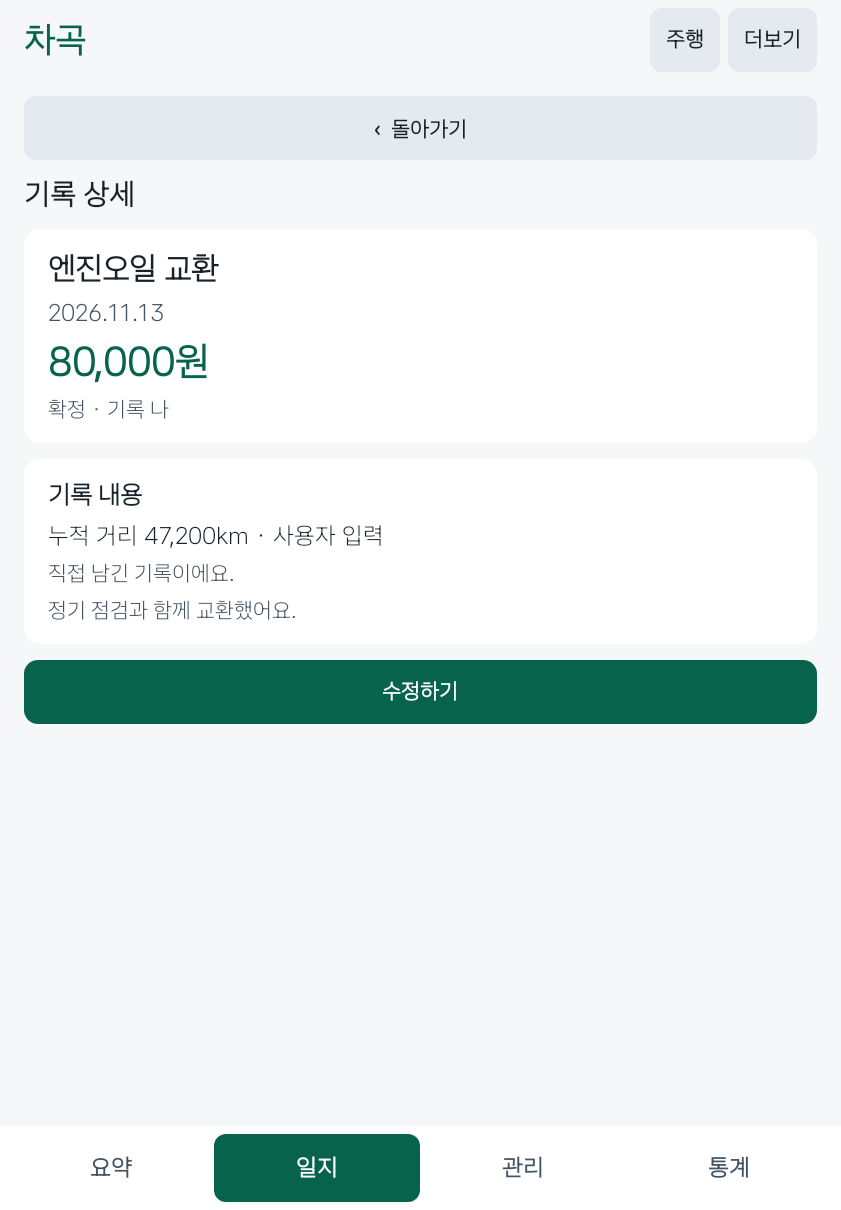 차곡
주행 더보기
‹ 돌아가기
기록 상세
엔진오일 교환
2026.11.13
80,000원
확정 · 기록 나
기록 내용
누적 거리 47,200km · 사용자 입력
직접 남긴 기록이에요.
정기 점검과 함께 교환했어요.
수정하기
요약 일지 관리 통계